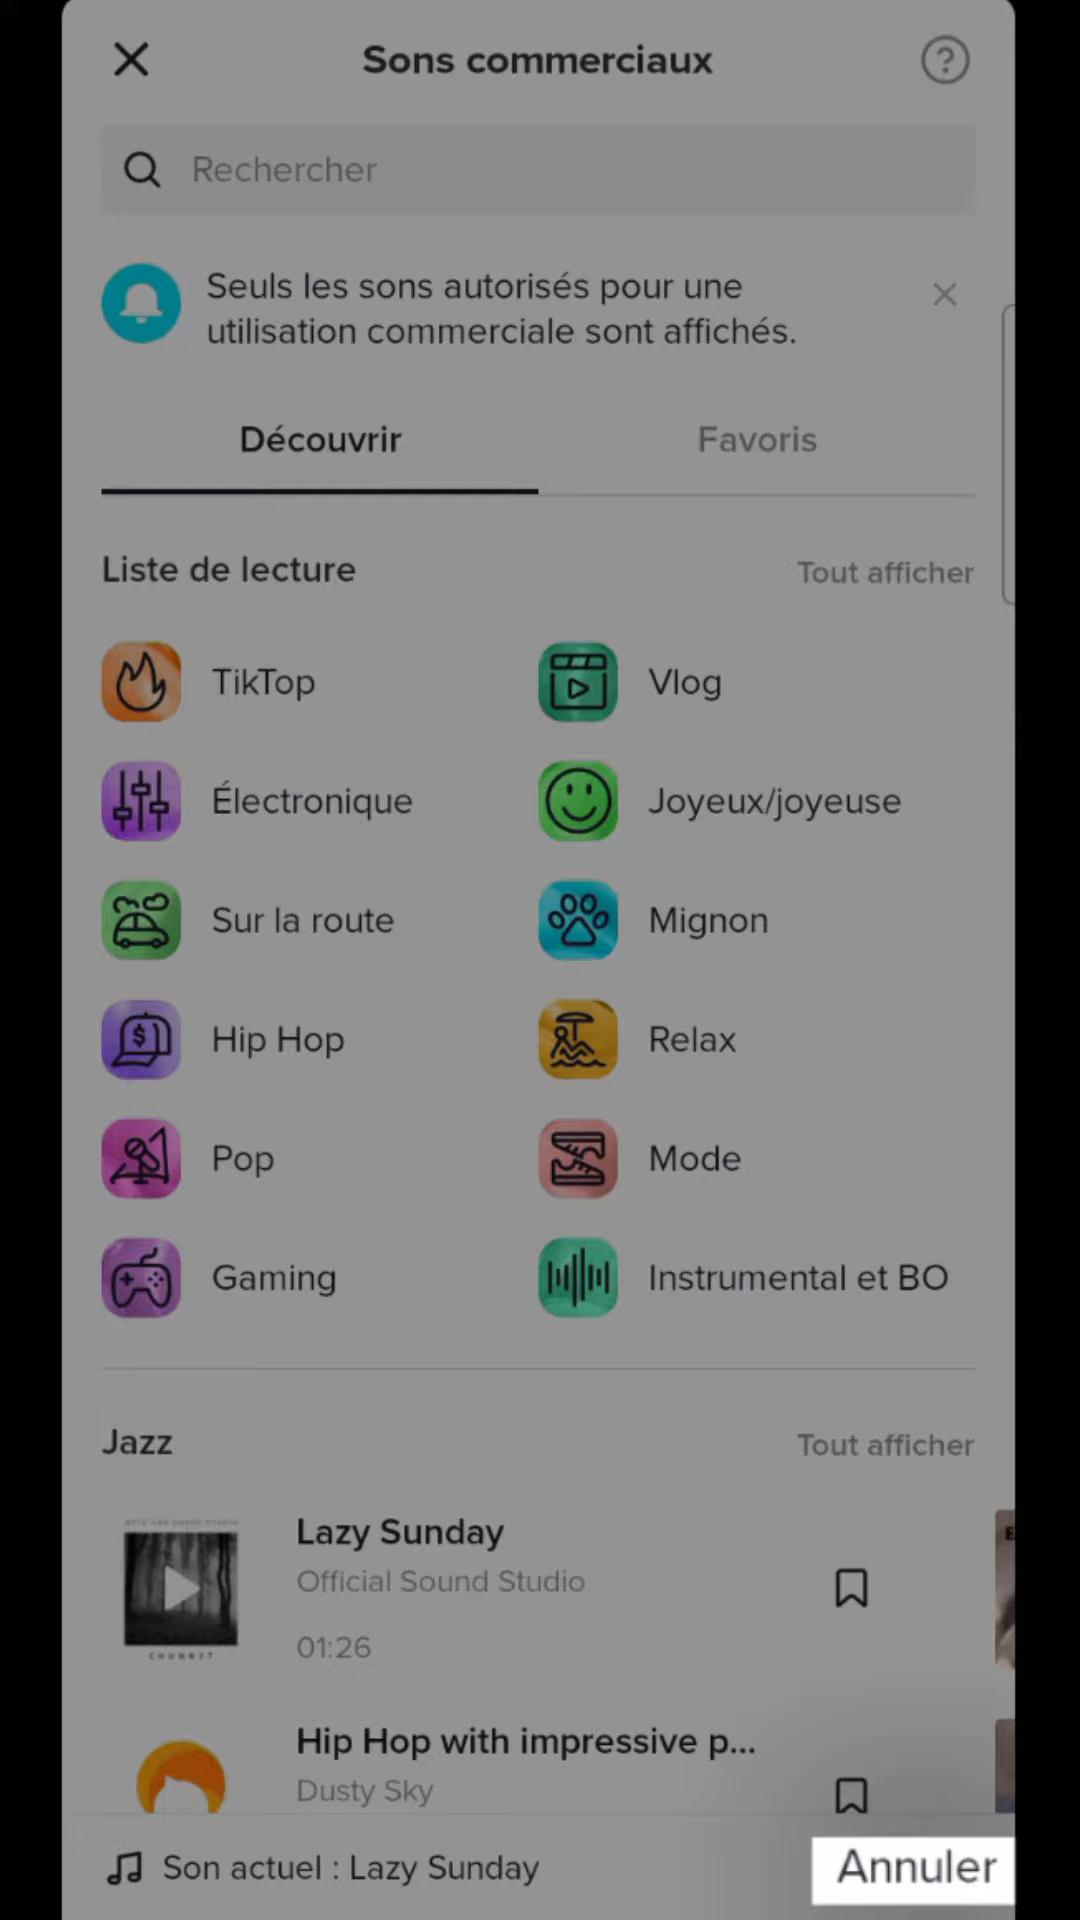 Sons commerciaux
?
Rechercher
Seuls les sons autorisés pour une
utilisation commerciale sont affichés.
Découvrir Favoris
Liste de lecture Tout afficher
TikTop Vlog
Électronique Joyeux/joyeuse
Sur la route Mignon
Hip Hop Relax
Pop Mode
Gaming Instrumental et BO
Jazz Tout afficher
Lazy Sunday
Official Sound Studio
01:26
Hip Hop with impressive p...
Dusty Sky
Son actuel : Lazy Sunday Annuler